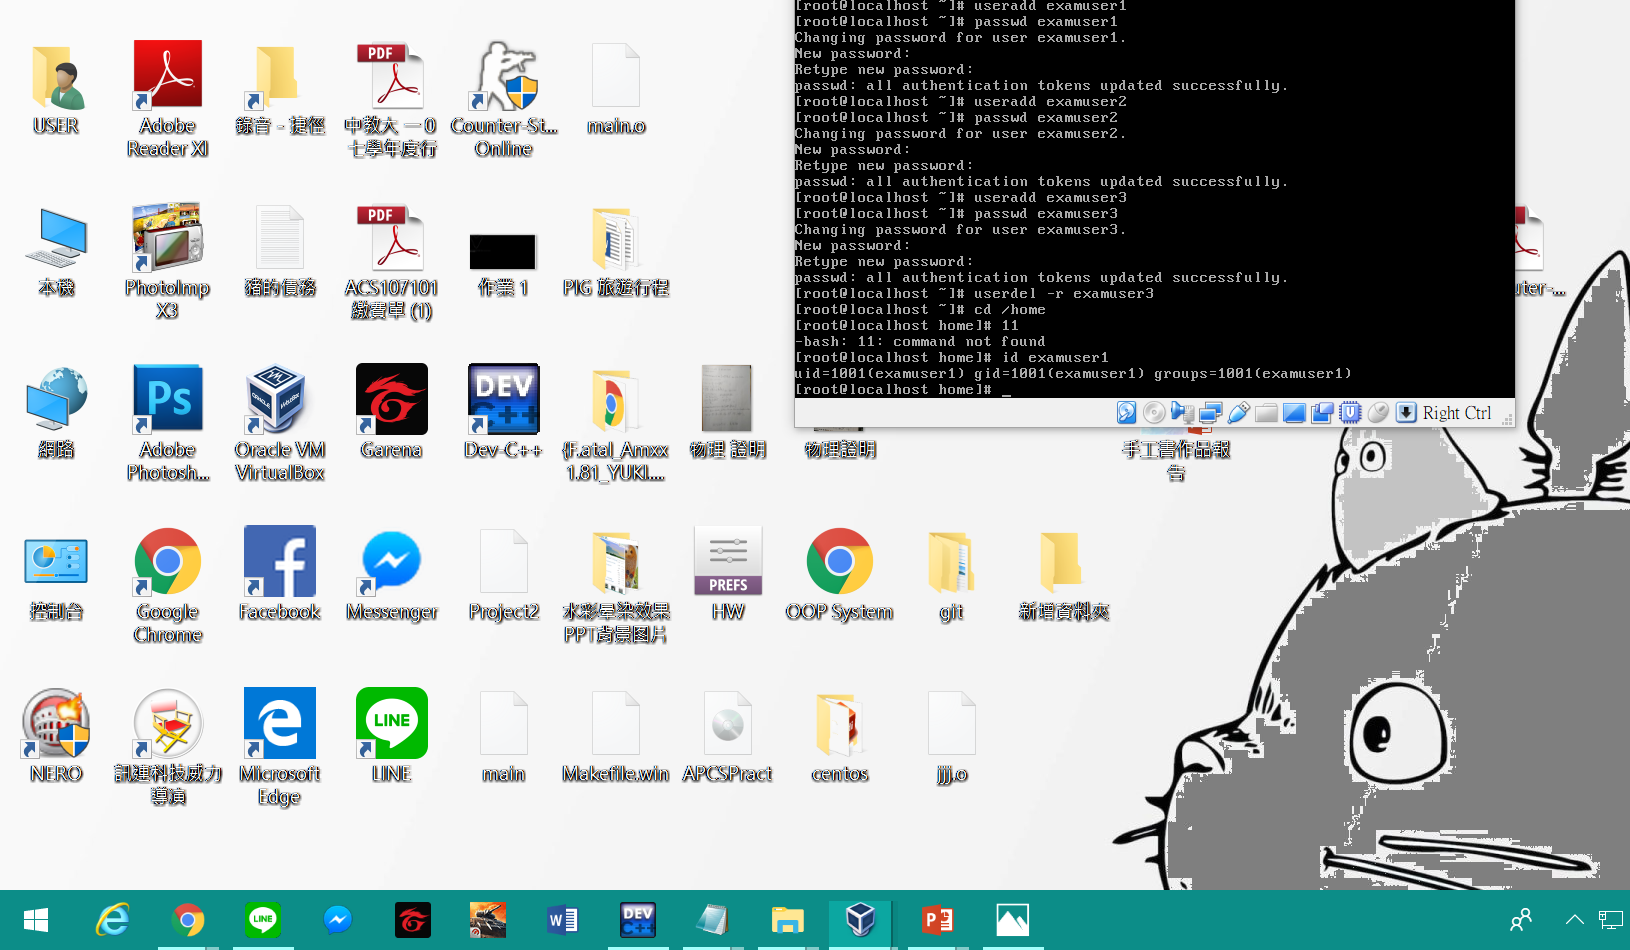 [root@localhost ~]# useradd examuser1
[root@localhost ~]# passwd examuser1
Changing password for user examuser1.
New password:
Retype new password:
passwd: all authentication tokens updated successfully.
[root@localhost ~]# useradd examuser2
[root@localhost ~]# passwd examuser2
Changing password for user examuser2.
New password:
Retype new password:
passwd: all authentication tokens updated successfully.
[root@localhost ~]# useradd examuser3
[root@localhost ~]# passwd examuser3
Changing password for user examuser3.
New password:
Retype new password:
passwd: all authentication tokens updated successfully.
[root@localhost ~]# userdel -r examuser3
[root@localhost ~]# cd /home
[root@localhost home]# 11
-bash: 11: command not found
[root@localhost home]# id examuser1
uid=1001(examuser1) gid=1001(examuser1) groups=1001(examuser1)
[root@localhost home]# _
Right Ctrl
USER
Adobe
Reader XI
錄音 - 捷徑
PDF
中教大 一０
七學年度行
Counter-St...
Online
main.o
本機
PhotoImp
X3
豬的債務
PDF
ACS107101
繳費單 (1)
作業 1
PIG 旅遊行程
uter-...
網路
Ps
Adobe
Photosh...
Oracle VM
VirtualBox
Garena
DEV
C++
Dev-C++
{F.atal_Amxx
1.81_YUKI....
物理 證明
物理證明
手工書作品報
告
控制台
Google
Chrome
Facebook
Messenger
Project2
水彩暈染效果
PPT背景图片
PREFS
HW
OOP System
git
新增資料夾
NERO
訊連科技威力
導演
Microsoft
Edge
LINE
LINE
main
Makefile.win
APCSPract
centos
jjj.o
LINE
DEV
C++